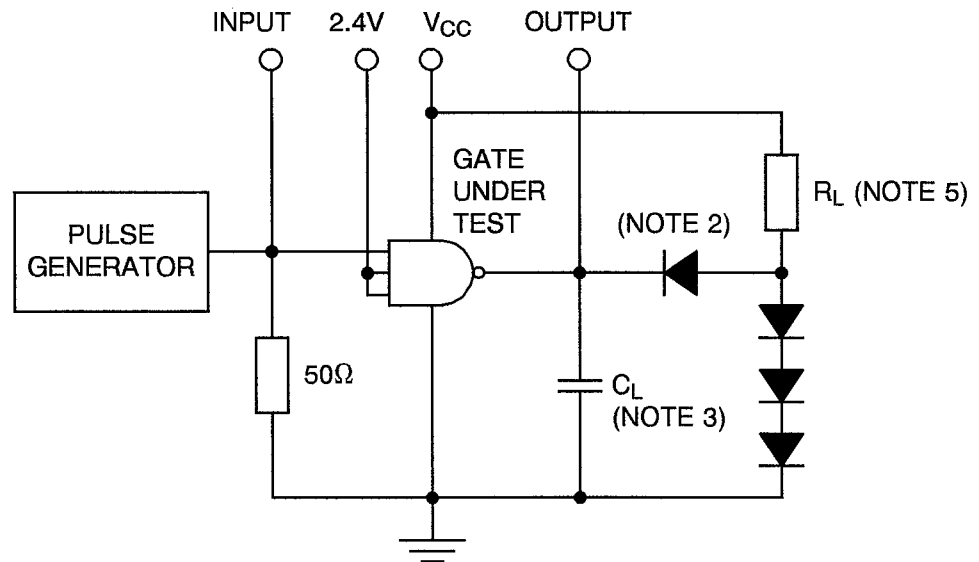 INPUT 2.4V VCC OUTPUT
GATE
UNDER
TEST
RL (NOTE 5)
(NOTE 2)
PULSE
GENERATOR
50Ω
CL
(NOTE 3)